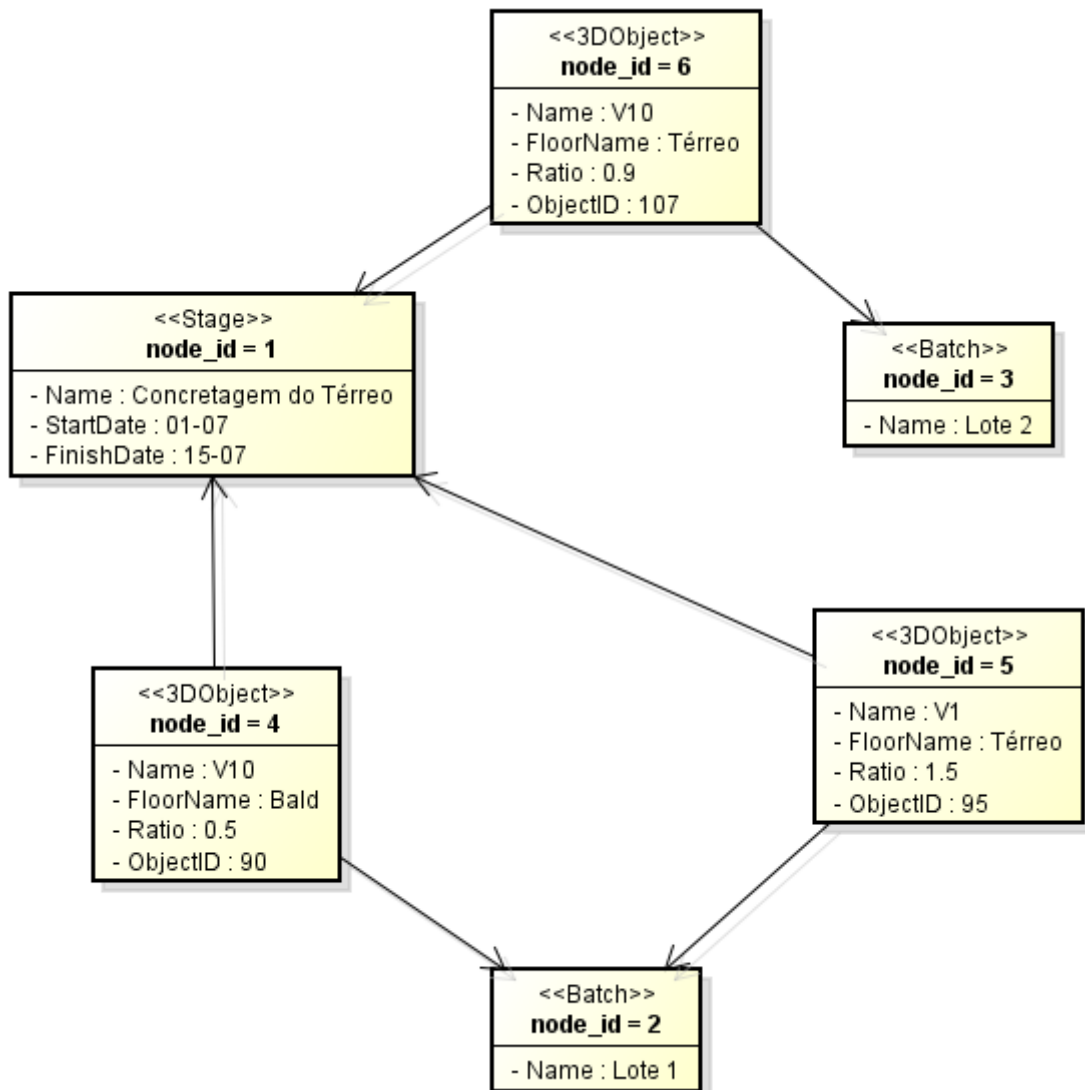 <<3DObject>>
node_id = 6
- Name : V10
- FloorName : Térreo
- Ratio : 0.9
- ObjectID : 107
<<Stage>>
node_id = 1
- Name : Concretagem do Térreo
- StartDate : 01-07
- FinishDate : 15-07
<<Batch>>
node_id = 3
- Name : Lote 2
<<3DObject>>
node_id = 5
- Name : V1
- FloorName : Térreo
- Ratio : 1.5
- ObjectID : 95
<<3DObject>>
node_id = 4
- Name : V10
- FloorName : Bald
- Ratio : 0.5
- ObjectID : 90
<<Batch>>
node_id = 2
- Name : Lote 1